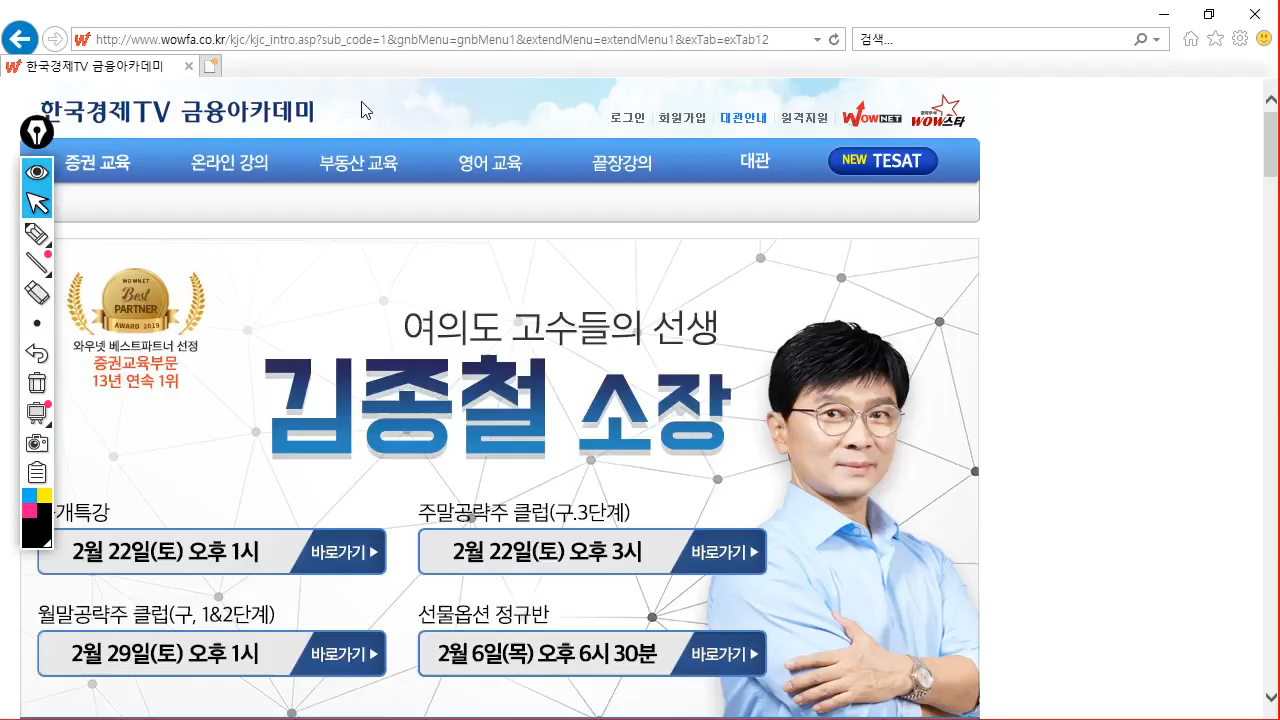 http://www.wowfa.co.kr/kjc/kjc_intro.asp?sub_code=1&gnbMenu=gnbMenu1&extendMenu=extendMenu1&exTab=exTab12
검색...
한국경제TV 금융아카데미
한국경제TV 금융아카데미
로그인 회원가입 대관안내 원격지원 WOWNET WOW스타
증권 교육 온라인 강의 부동산 교육 영어 교육 끝장강의 대관 NEW TESAT
WOWNET
Best
PARTNER
AWARD 2019
와우넷 베스트파트너 선정
증권교육부문
13년 연속 1위
여의도 고수들의 선생
김종철 소장
개특강
2월 22일(토) 오후 1시 바로가기
주말공략주 클럽(구.3단계)
2월 22일(토) 오후 3시 바로가기
월말공략주 클럽(구, 1&2단계)
2월 29일(토) 오후 1시 바로가기
선물옵션 정규반
2월 6일(목) 오후 6시 30분 바로가기